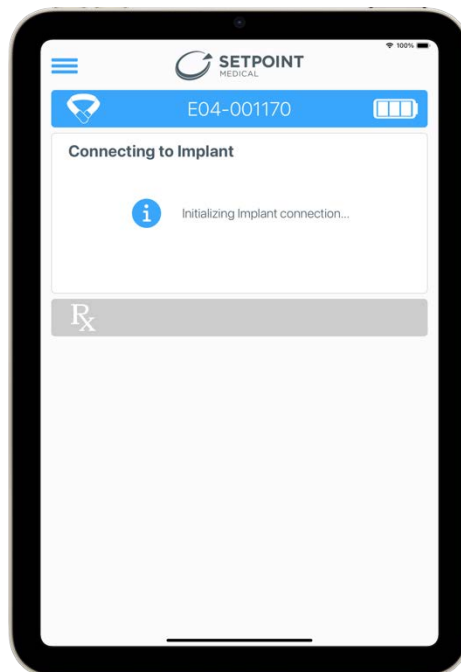 100%
SETPOINT
MEDICAL
E04-001170
Connecting to Implant
Initializing Implant connection...
Rx